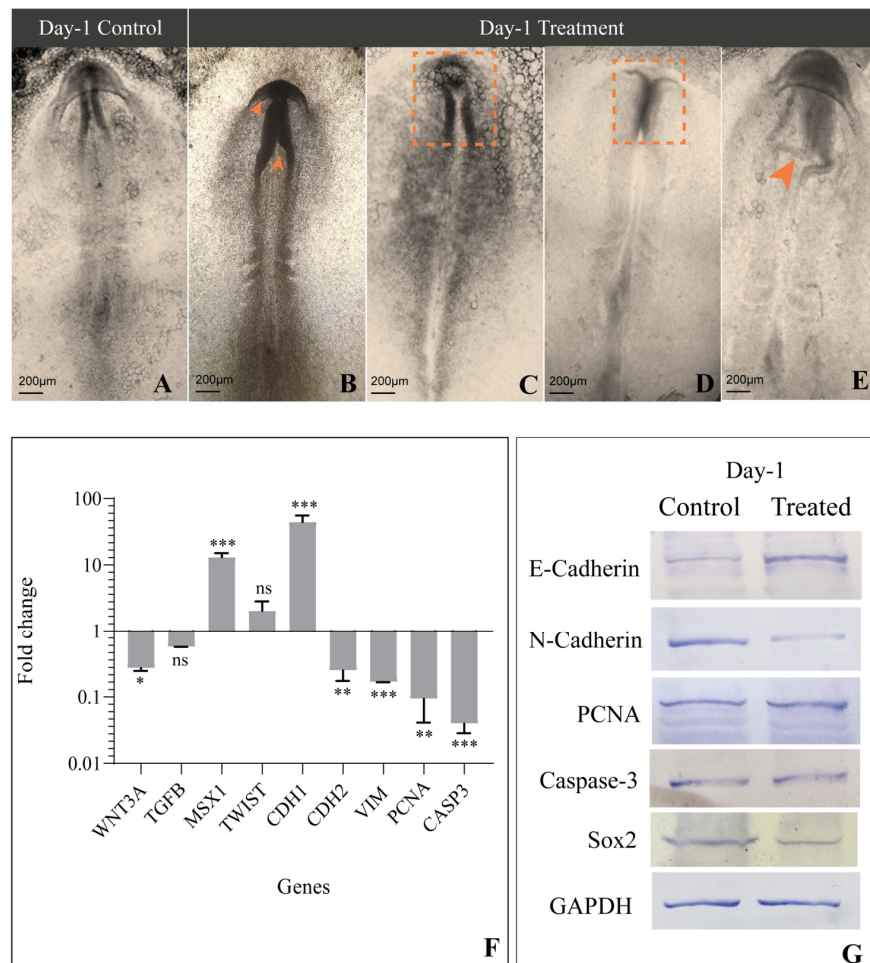 Day-1 Control
Day-1 Treatment
200µm A
200µm B
200µm C
200µm D
200µm E
Fold change
100
10
1
0.1
0.01
*
ns
***
ns
***
**
***
**
***
WNT3A
TGFB
MSX1
TWIST
CDH1
CDH2
VIM
PCNA
CASP3
Genes
F
Day-1
Control Treated
E-Cadherin
N-Cadherin
PCNA
Caspase-3
Sox2
GAPDH
G